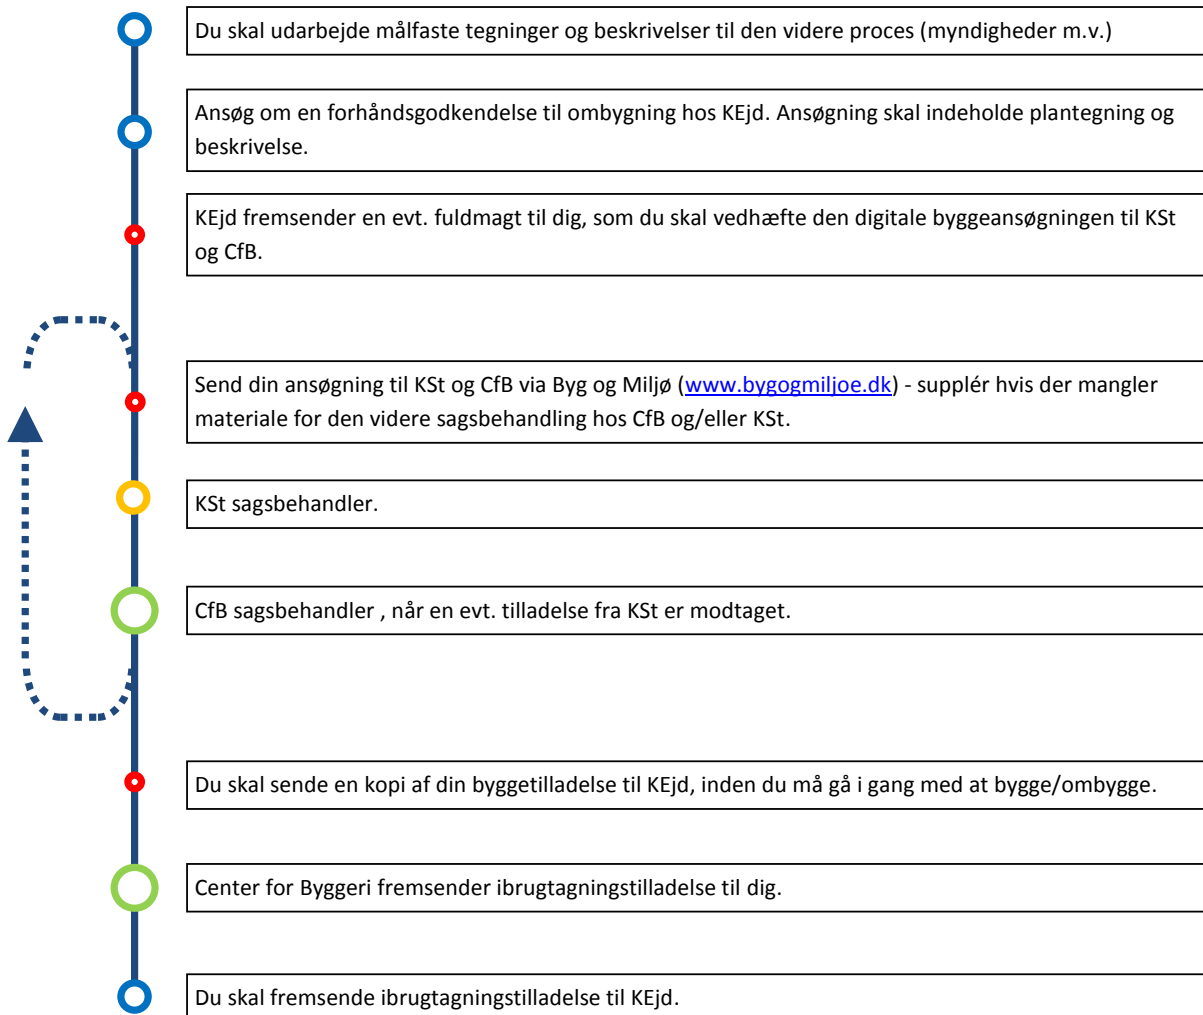 Du skal udarbejde målfaste tegninger og beskrivelser til den videre proces (myndigheder m.v.)
Ansøg om en forhåndsgodkendelse til ombygning hos KEjd. Ansøgning skal indeholde plantegning og
beskrivelse.
KEjd fremsender en evt. fuldmagt til dig, som du skal vedhæfte den digitale byggeansøgningen til KSt
og CfB.
Send din ansøgning til KSt og CfB via Byg og Miljø (www.bygogmiljoe.dk) - supplér hvis der mangler
materiale for den videre sagsbehandling hos CfB og/eller KSt.
KSt sagsbehandler.
CfB sagsbehandler , når en evt. tilladelse fra KSt er modtaget.
Du skal sende en kopi af din byggetilladelse til KEjd, inden du må gå i gang med at bygge/ombygge.
Center for Byggeri fremsender ibrugtagningstilladelse til dig.
Du skal fremsende ibrugtagningstilladelse til KEjd.